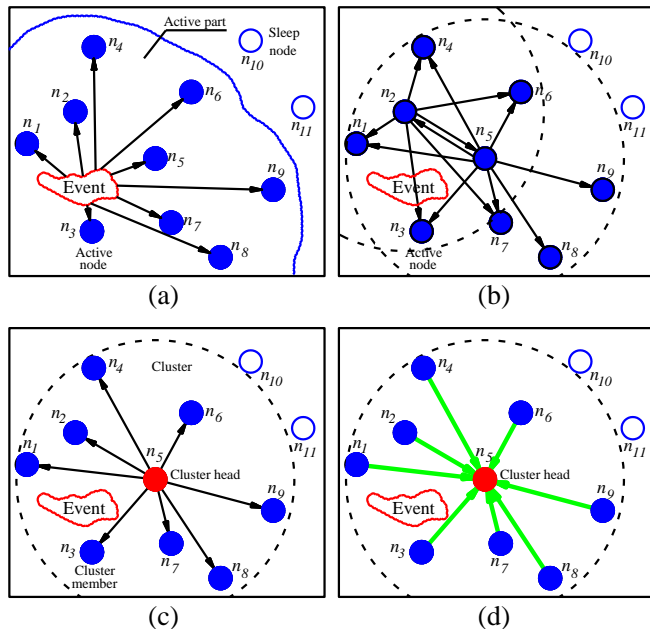 Active part
Sleep
node
n4
n10
n2
n6
n1
n11
n5
Event
n9
n3
n7
n8
Active
node
(a)
n4
n10
n2
n6
n11
n1
n5
Event
n9
n3
n7
n8
Active
node
(b)
n4
Cluster
n10
n2
n6
n1
n5
n11
Cluster head
Event
n9
n3
n7
n8
Cluster
member
(c)
n4
n10
n2
n6
n1
n5
n11
Cluster head
Event
n9
n3
n7
n8
(d)